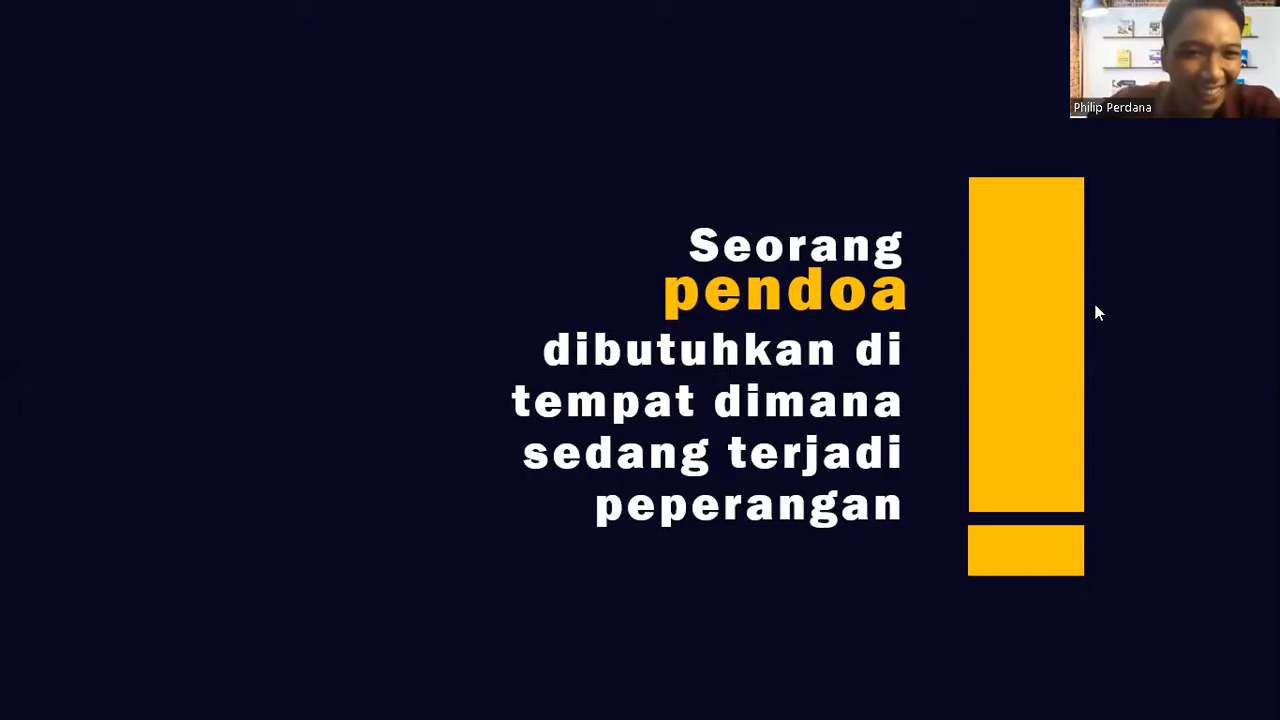 Philip Perdana
Seorang
pendoa
dibutuhkan di
tempat dimana
sedang terjadi
peperangan